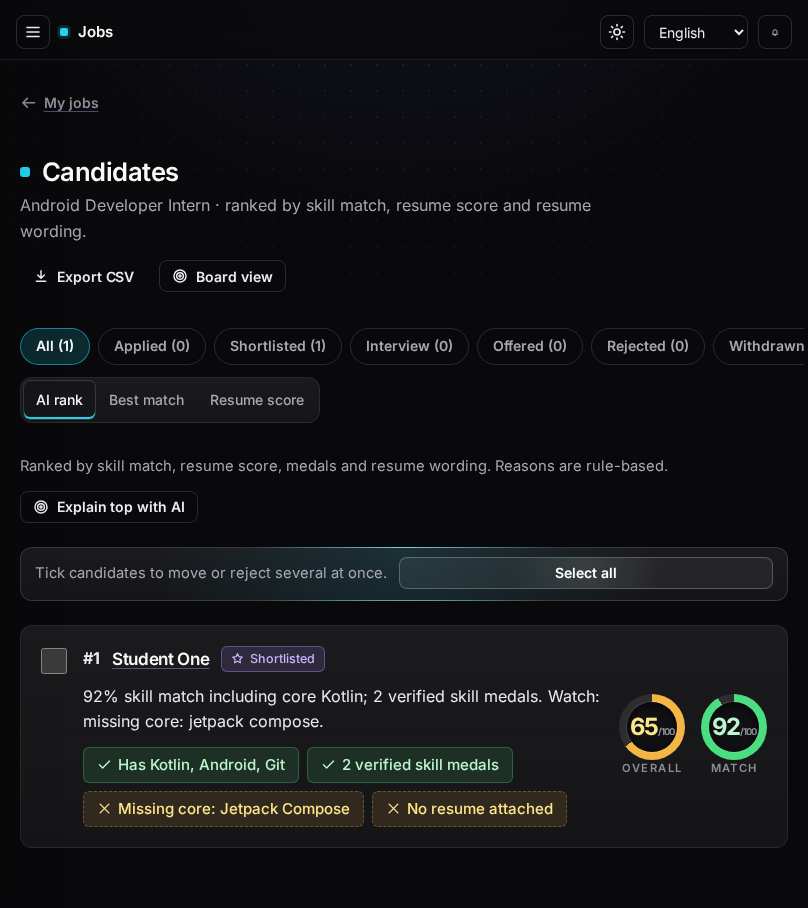 Jobs
English
My jobs
Candidates
Android Developer Intern · ranked by skill match, resume score and resume
wording.
Export CSV
Board view
All (1)
Applied (0)
Shortlisted (1)
Interview (0)
Offered (0)
Rejected (0)
Withdrawn
AI rank
Best match
Resume score
Ranked by skill match, resume score, medals and resume wording. Reasons are rule-based.
Explain top with AI
Tick candidates to move or reject several at once.
Select all
#1 Student One
Shortlisted
92% skill match including core Kotlin; 2 verified skill medals. Watch:
missing core: jetpack compose.
Has Kotlin, Android, Git
2 verified skill medals
Missing core: Jetpack Compose
No resume attached
65/100
OVERALL
92/100
MATCH